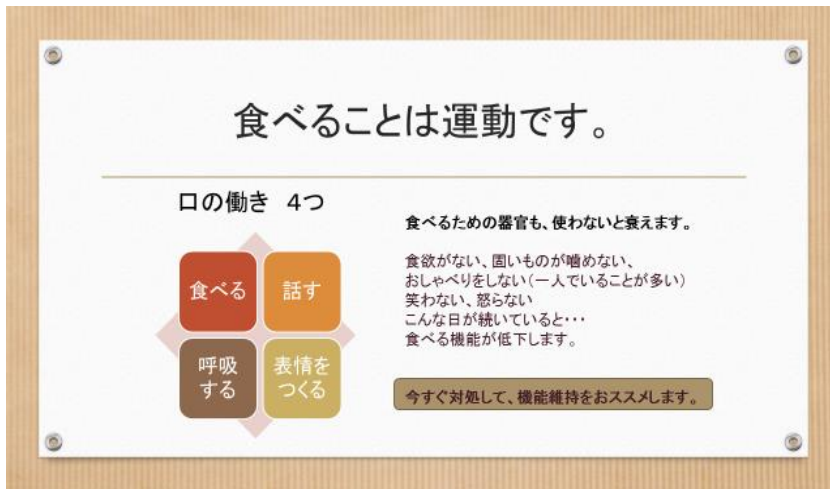 食べることは運動です。
口の働き 4つ
食べる
話す
呼吸
する
表情を
つくる
食べるための器官も、使わないと衰えます。
食欲がない、固いものが噛めない、
おしゃべりをしない(一人でいることが多い)
笑わない、怒らない
こんな日が続いていると・・・
食べる機能が低下します。
今すぐ対処して、機能維持をおススメします。